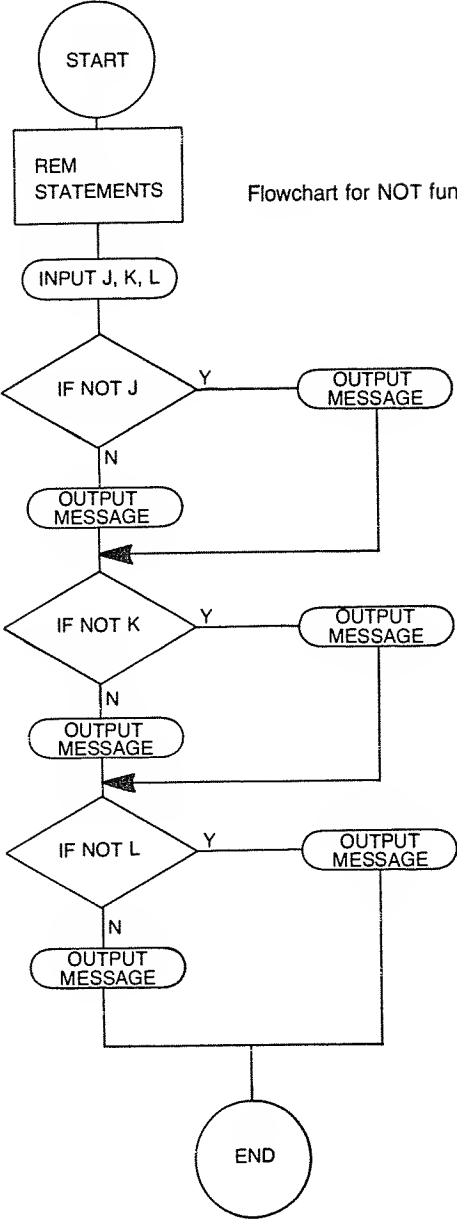 START
REM
STATEMENTS
Flowchart for NOT fun
INPUT J, K, L
IF NOT J
Y
OUTPUT
MESSAGE
N
OUTPUT
MESSAGE
IF NOT K
Y
OUTPUT
MESSAGE
N
OUTPUT
MESSAGE
IF NOT L
Y
OUTPUT
MESSAGE
N
OUTPUT
MESSAGE
END